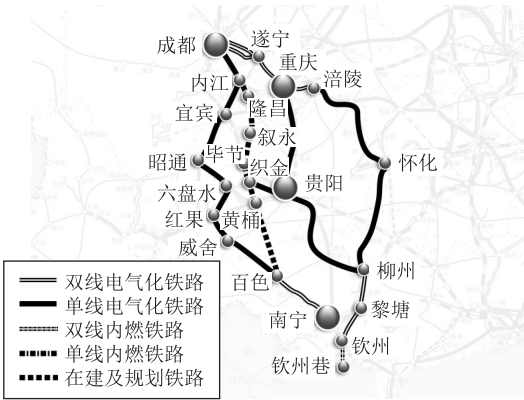 成都
遂宁
重庆
涪陵
内江
隆昌
宜宾
叙永
毕节
昭通
织金
怀化
六盘水
贵阳
红果
黄桶
威舍
百色
柳州
南宁
黎塘
钦州
钦州巷
双线电气化铁路
单线电气化铁路
双线内燃铁路
单线内燃铁路
在建及规划铁路